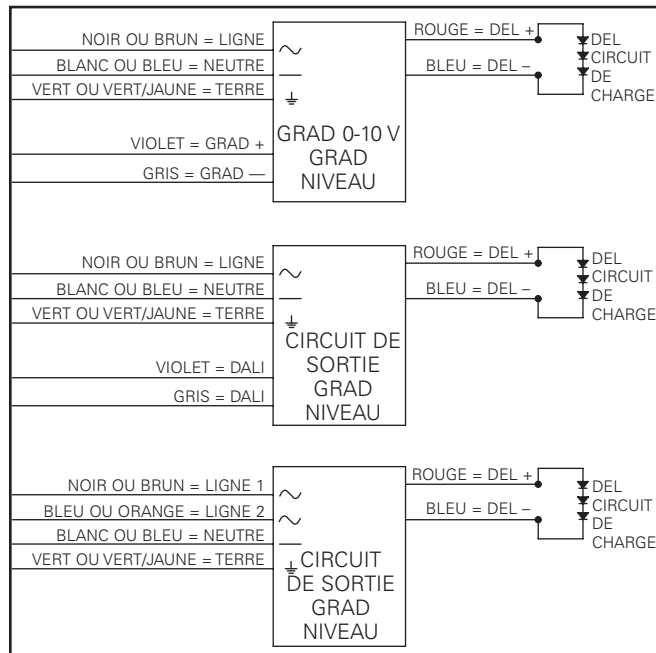 NOIR OU BRUN = LIGNE
BLANC OU BLEU = NEUTRE
VERT OU VERT/JAUNE = TERRE
VIOLET = GRAD +
GRIS = GRAD —
GRAD 0-10 V
GRAD
NIVEAU
ROUGE = DEL +
BLEU = DEL –
DEL
CIRCUIT
DE
CHARGE
NOIR OU BRUN = LIGNE
BLANC OU BLEU = NEUTRE
VERT OU VERT/JAUNE = TERRE
VIOLET = DALI
GRIS = DALI
CIRCUIT DE
SORTIE
GRAD
NIVEAU
ROUGE = DEL +
BLEU = DEL –
DEL
CIRCUIT
DE
CHARGE
NOIR OU BRUN = LIGNE 1
BLEU OU ORANGE = LIGNE 2
BLANC OU BLEU = NEUTRE
VERT OU VERT/JAUNE = TERRE
CIRCUIT
DE SORTIE
GRAD
NIVEAU
ROUGE = DEL +
BLEU = DEL –
DEL
CIRCUIT
DE
CHARGE